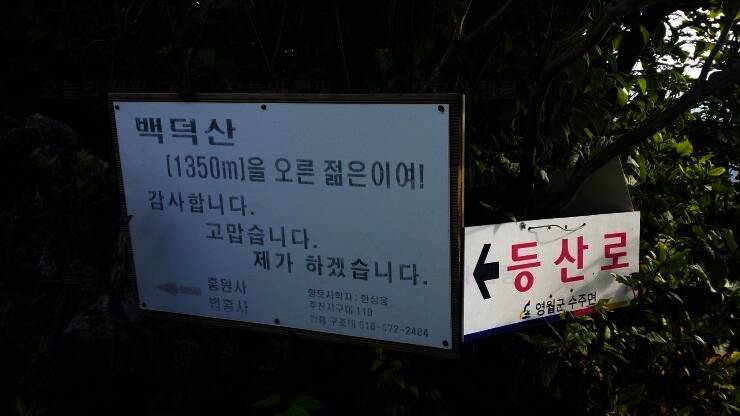 백덕산
(1350m)을 오른 젊은이여!
감사합니다.
고맙습니다.
제가 하겠습니다.
흥원사
법흥사
향토사학자 : 한상웅
주천지구대 119
등산로
영월군 수주면